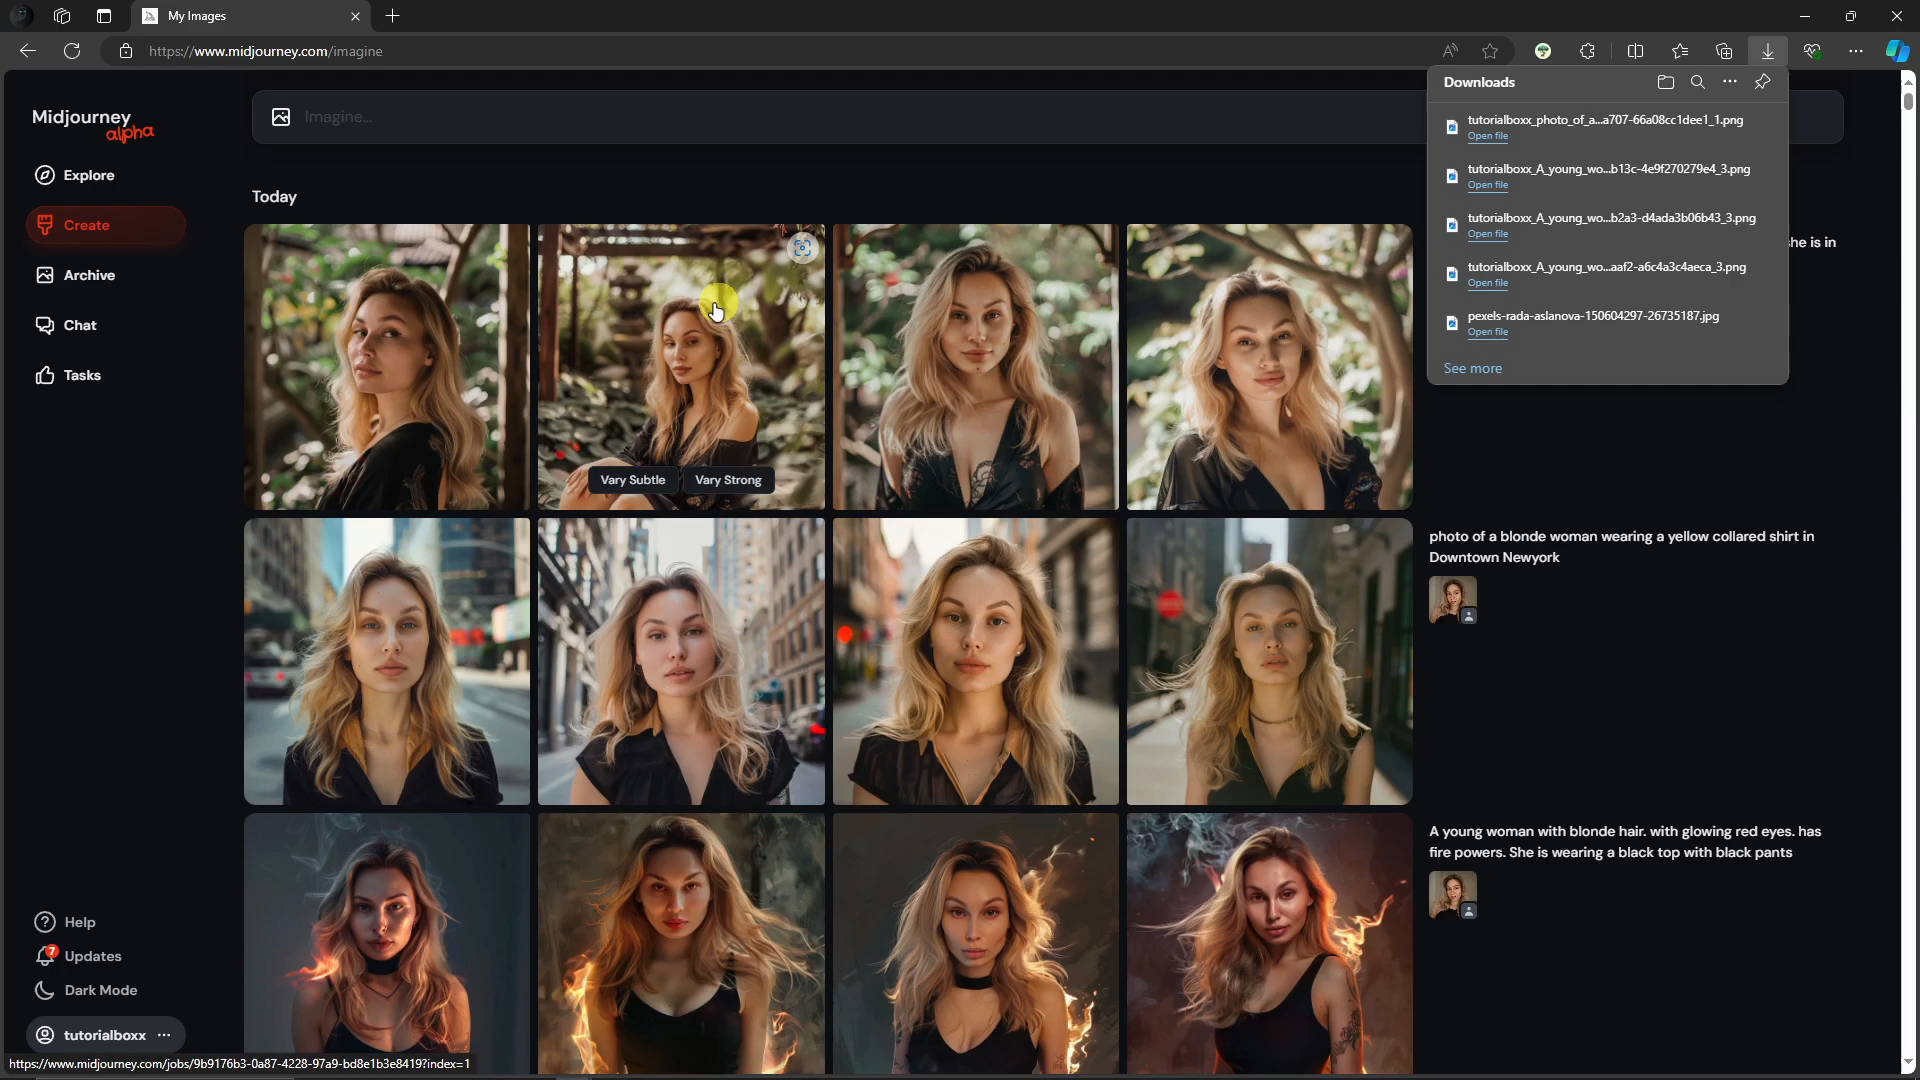 My Images
https://www.midjourney.com/imagine
Midjourney
alpha
Imagine...
Explore
Create
Archive
Chat
Tasks
Today
Vary Subtle
Vary Strong
Downloads
tutorialboxx_photo_of_a...a707-66a08cc1dee1_1.png
Open file
tutorialboxx_A_young_wo...b13c-4e9f270279e4_3.png
Open file
tutorialboxx_A_young_wo...b2a3-d4ada3b06b43_3.png
Open file
tutorialboxx_A_young_wo...aaf2-a6c4a3c4aeca_3.png
Open file
pexels-rada-aslanova-150604297-26735187.jpg
Open file
See more
he is in
photo of a blonde woman wearing a yellow collared shirt in
Downtown Newyork
A young woman with blonde hair. with glowing red eyes. has
fire powers. She is wearing a black top with black pants
Help
7
Updates
Dark Mode
tutorialboxx
https://www.midjourney.com/jobs/9b9176b3-0a87-4228-97a9-bd8e1b3e8419?index=1